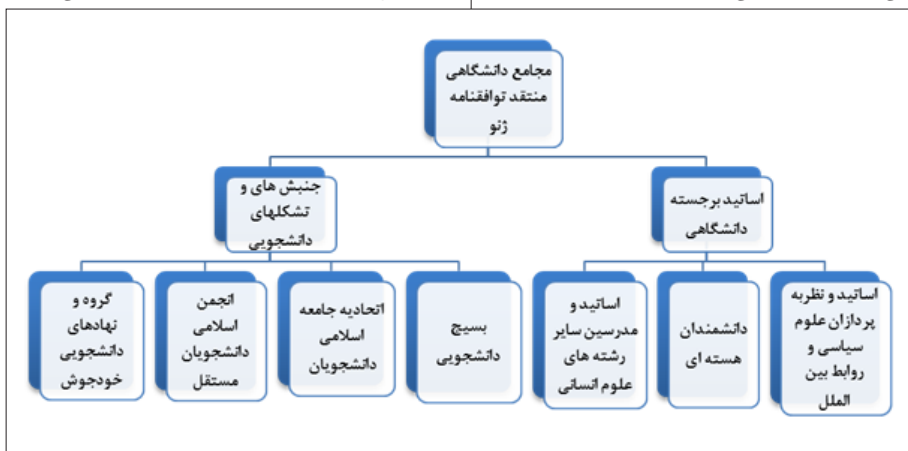 مجامع دانشگاهی
منتقد توافقنامه
ژنو
اساتید برجسته
دانشگاهی
جنبش های و
تشکلهای
دانشجویی
اساتید و نظریه
پردازان علوم
سیاسی و
روابط بین
الملل
دانشمندان
هسته ای
اساتید و
مدرسین سایر
رشته های
علوم انسانی
بسیج
دانشجویی
اتحادیه جامعه
اسلامی
دانشجویان
انجمن
اسلامی
دانشجویان
مستقل
گروه و
نهادهای
دانشجویی
خودجوش